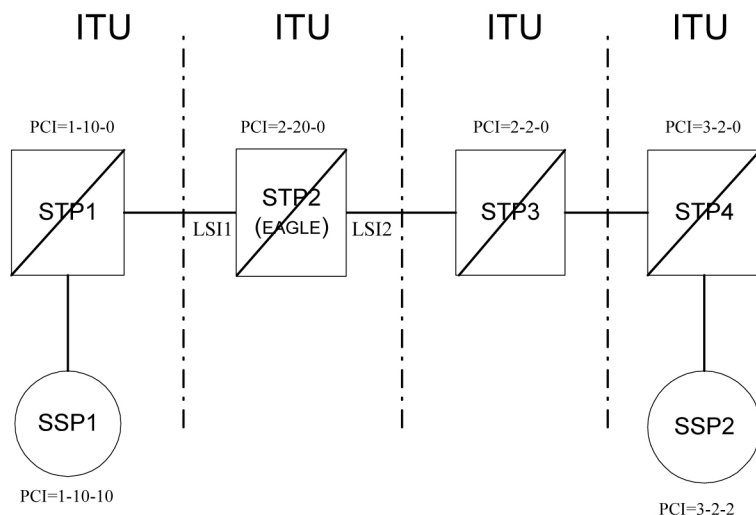 ITU ITU ITU ITU
PCI=1-10-0 PCI=2-20-0 PCI=2-2-0 PCI=3-2-0
STP1 STP2 STP3 STP4
(EAGLE)
LSI1 LSI2
SSP1 SSP2
PCI=1-10-10 PCI=3-2-2